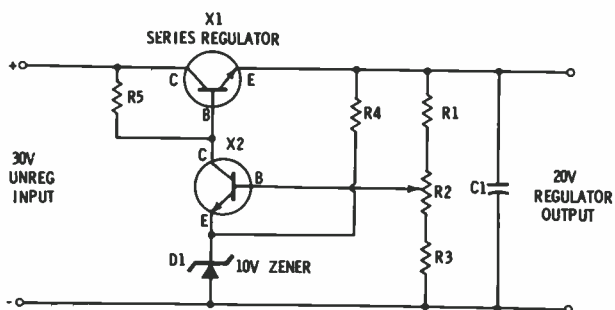 X1
SERIES REGULATOR
+
C
E
B
R5
R4
R1
X2
C
B
E
R2
C1
R3
30V
UNREG
INPUT
20V
REGULATOR
OUTPUT
D1
10V ZENER
-